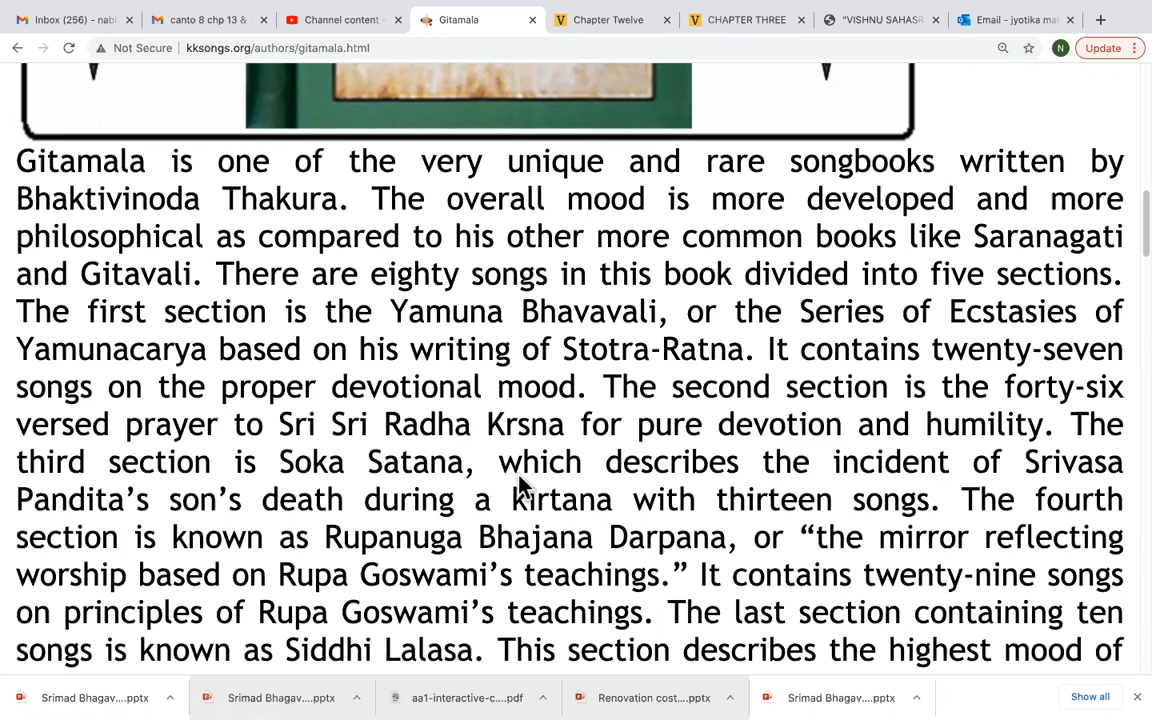 Inbox (256) - nab
canto 8 chp 13 &
Channel content -
Gitamala
Chapter Twelve
CHAPTER THREE
"VISHNU SAHASR
Email - jyotika ma
Not Secure
kksongs.org/authors/gitamala.html
N
Update
Gitamala is one of the very unique and rare songbooks written by
Bhaktivinoda Thakura. The overall mood is more developed and more
philosophical as compared to his other more common books like Saranagati
and Gitavali. There are eighty songs in this book divided into five sections.
The first section is the Yamuna Bhavavali, or the Series of Ecstasies of
Yamunacarya based on his writing of Stotra-Ratna. It contains twenty-seven
songs on the proper devotional mood. The second section is the forty-six
versed prayer to Sri Sri Radha Krsna for pure devotion and humility. The
third section is Soka Satana, which describes the incident of Srivasa
Pandita’s son’s death during a kirtana with thirteen songs. The fourth
section is known as Rupanuga Bhajana Darpana, or “the mirror reflecting
worship based on Rupa Goswami’s teachings.” It contains twenty-nine songs
on principles of Rupa Goswami’s teachings. The last section containing ten
songs is known as Siddhi Lalasa. This section describes the highest mood of
Srimad Bhagav....pptx
Srimad Bhagav....pptx
aa1-interactive-c....pdf
Renovation cost....pptx
Srimad Bhagav....pptx
Show all